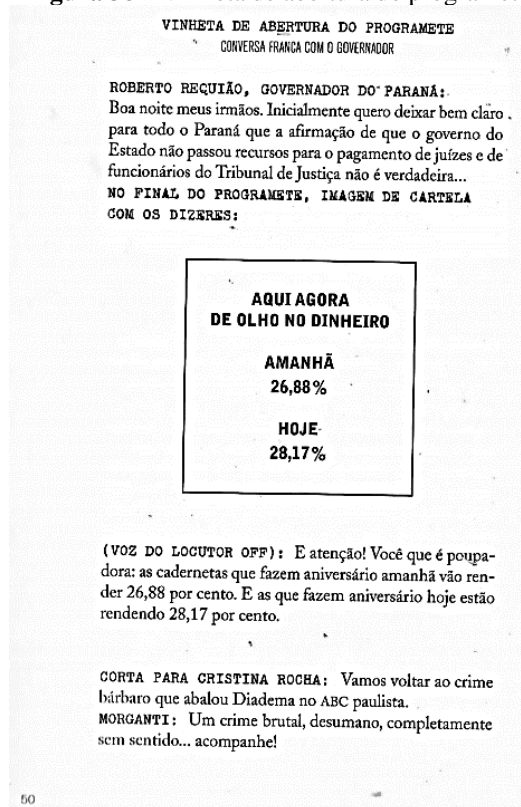 VINHETA DE ABERTURA DO PROGRAMETE
CONVERSA FRANCA COM O GOVERNADOR
ROBERTO REQUIÃO, GOVERNADOR DO PARANÁ:
Boa noite meus irmãos. Inicialmente quero deixar bem claro
para todo o Paraná que a afirmação de que o governo do
Estado não passou recursos para o pagamento de juízes e de
funcionários do Tribunal de Justiça não é verdadeira...
NO FINAL DO PROGRAMETE, IMAGEM DE CARTELA
COM OS DIZERES:
AQUI AGORA
DE OLHO NO DINHEIRO
AMANHÃ
26,88%
HOJE
28,17%
(VOZ DO LOCUTOR OFF): E atenção! Você que é poupa-
dora: as cadernetas que fazem aniversário amanhã vão ren-
der 26,88 por cento. E as que fazem aniversário hoje estão
rendendo 28,17 por cento.
CORTA PARA CRISTINA ROCHA: Vamos voltar ao crime
bárbaro que abalou Diadema no ABC paulista.
MORGANTI: Um crime brutal, desumano, completamente
sem sentido... acompanhe!
50